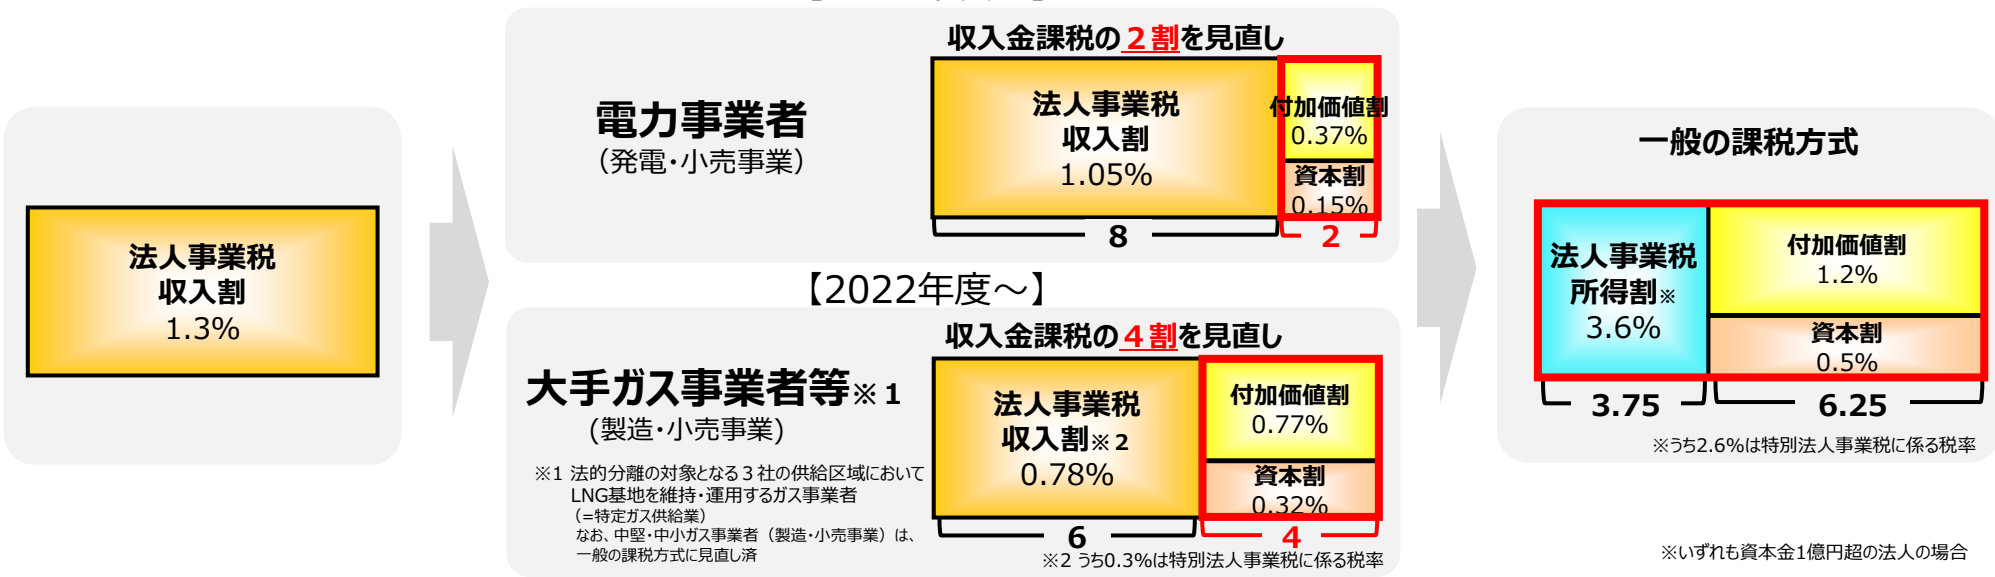 法人事業税
収入割
1.3%
収入金課税の２割を見直し
電力事業者
（発電・小売事業）
法人事業税
収入割
1.05%
付加価値割
0.37%
資本割
0.15%
8
2
【2022年度～】
収入金課税の４割を見直し
大手ガス事業者等※１
(製造・小売事業)
※1 法的分離の対象となる３社の供給区域において
LNG基地を維持・運用するガス事業者
（=特定ガス供給業）
なお、中堅・中小ガス事業者（製造・小売事業）は、
一般の課税方式に見直し済
法人事業税
収入割※２
0.78%
付加価値割
0.77%
資本割
0.32%
6
4
※2 うち0.3%は特別法人事業税に係る税率
一般の課税方式
法人事業税
所得割※
3.6%
付加価値割
1.2%
資本割
0.5%
3.75
6.25
※うち2.6%は特別法人事業税に係る税率
※いずれも資本金1億円超の法人の場合